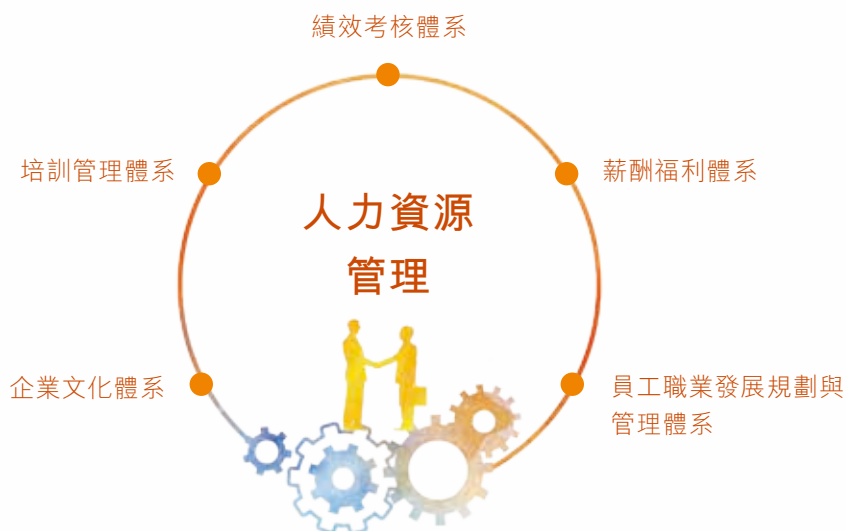 績效考核體系
培訓管理體系
薪酬福利體系
人力資源
管理
企業文化體系
員工職業發展規劃與
管理體系